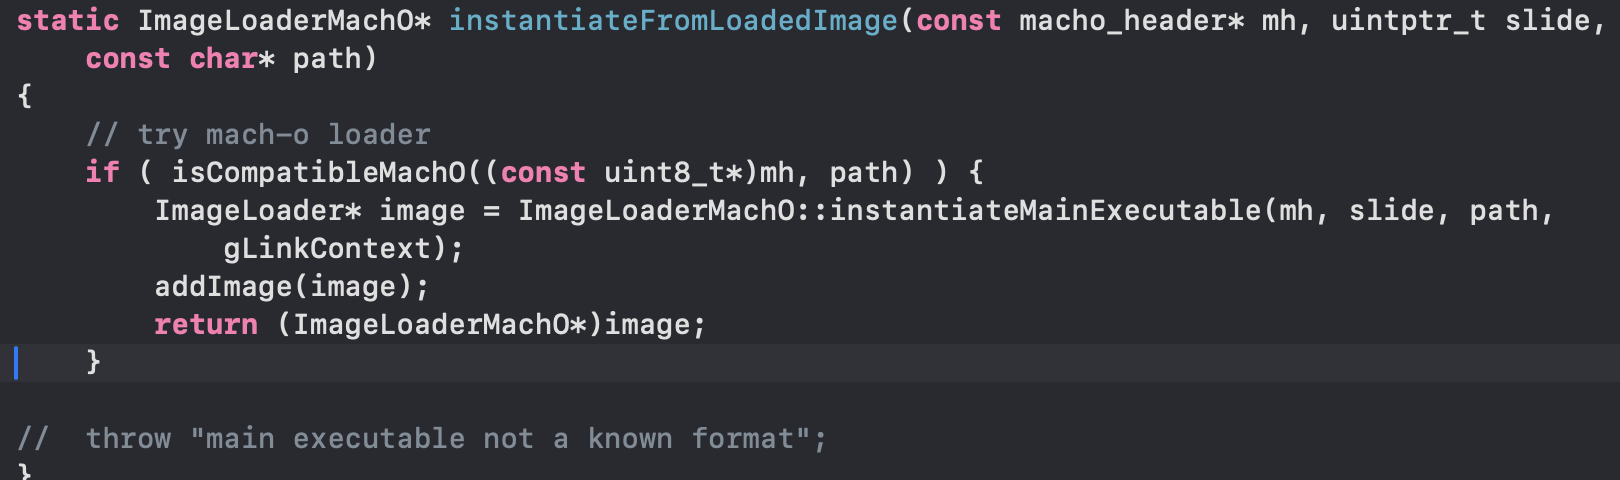 static ImageLoaderMachO* instantiateFromLoadedImage(const macho_header* mh, uintptr_t slide,
const char* path)
{
// try mach-o loader
if ( isCompatibleMachO((const uint8_t*)mh, path) ) {
ImageLoader* image = ImageLoaderMachO::instantiateMainExecutable(mh, slide, path,
gLinkContext);
addImage(image);
return (ImageLoaderMachO*)image;
}
//  throw "main executable not a known format";
}